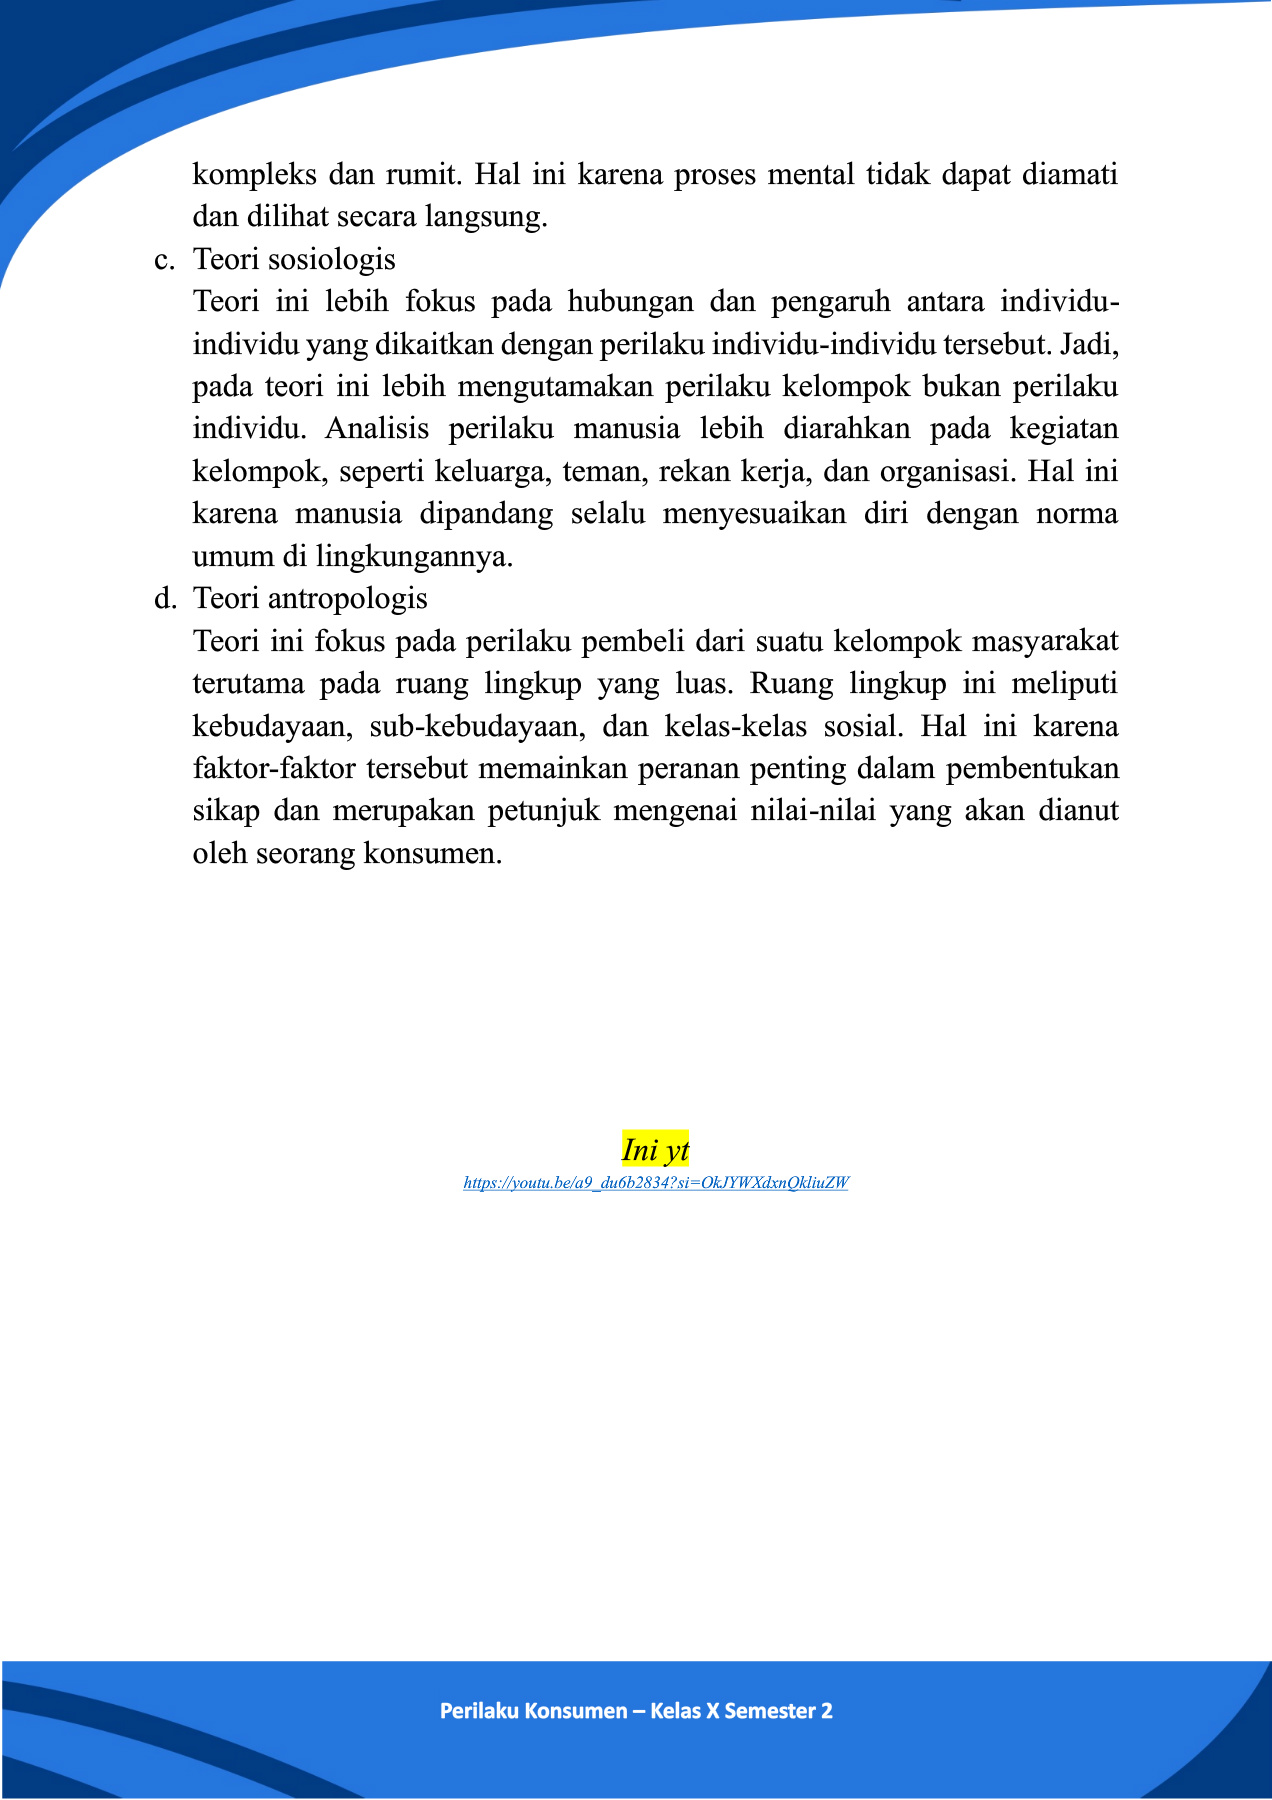 kompleks dan rumit. Hal ini karena proses mental tidak dapat diamati
dan dilihat secara langsung.
c. Teori sosiologis
Teori ini lebih fokus pada hubungan dan pengaruh antara individu-
individu yang dikaitkan dengan perilaku individu-individu tersebut. Jadi,
pada teori ini lebih mengutamakan perilaku kelompok bukan perilaku
individu. Analisis perilaku manusia lebih diarahkan pada kegiatan
kelompok, seperti keluarga, teman, rekan kerja, dan organisasi. Hal ini
karena manusia dipandang selalu menyesuaikan diri dengan norma
umum di lingkungannya.
d. Teori antropologis
Teori ini fokus pada perilaku pembeli dari suatu kelompok masyarakat
terutama pada ruang lingkup yang luas. Ruang lingkup ini meliputi
kebudayaan, sub-kebudayaan, dan kelas-kelas sosial. Hal ini karena
faktor-faktor tersebut memainkan peranan penting dalam pembentukan
sikap dan merupakan petunjuk mengenai nilai-nilai yang akan dianut
oleh seorang konsumen.
Ini yt
https://youtu.be/a9_du6b2834?si=OkJYWXdxnQkliuZW
Perilaku Konsumen – Kelas X Semester 2